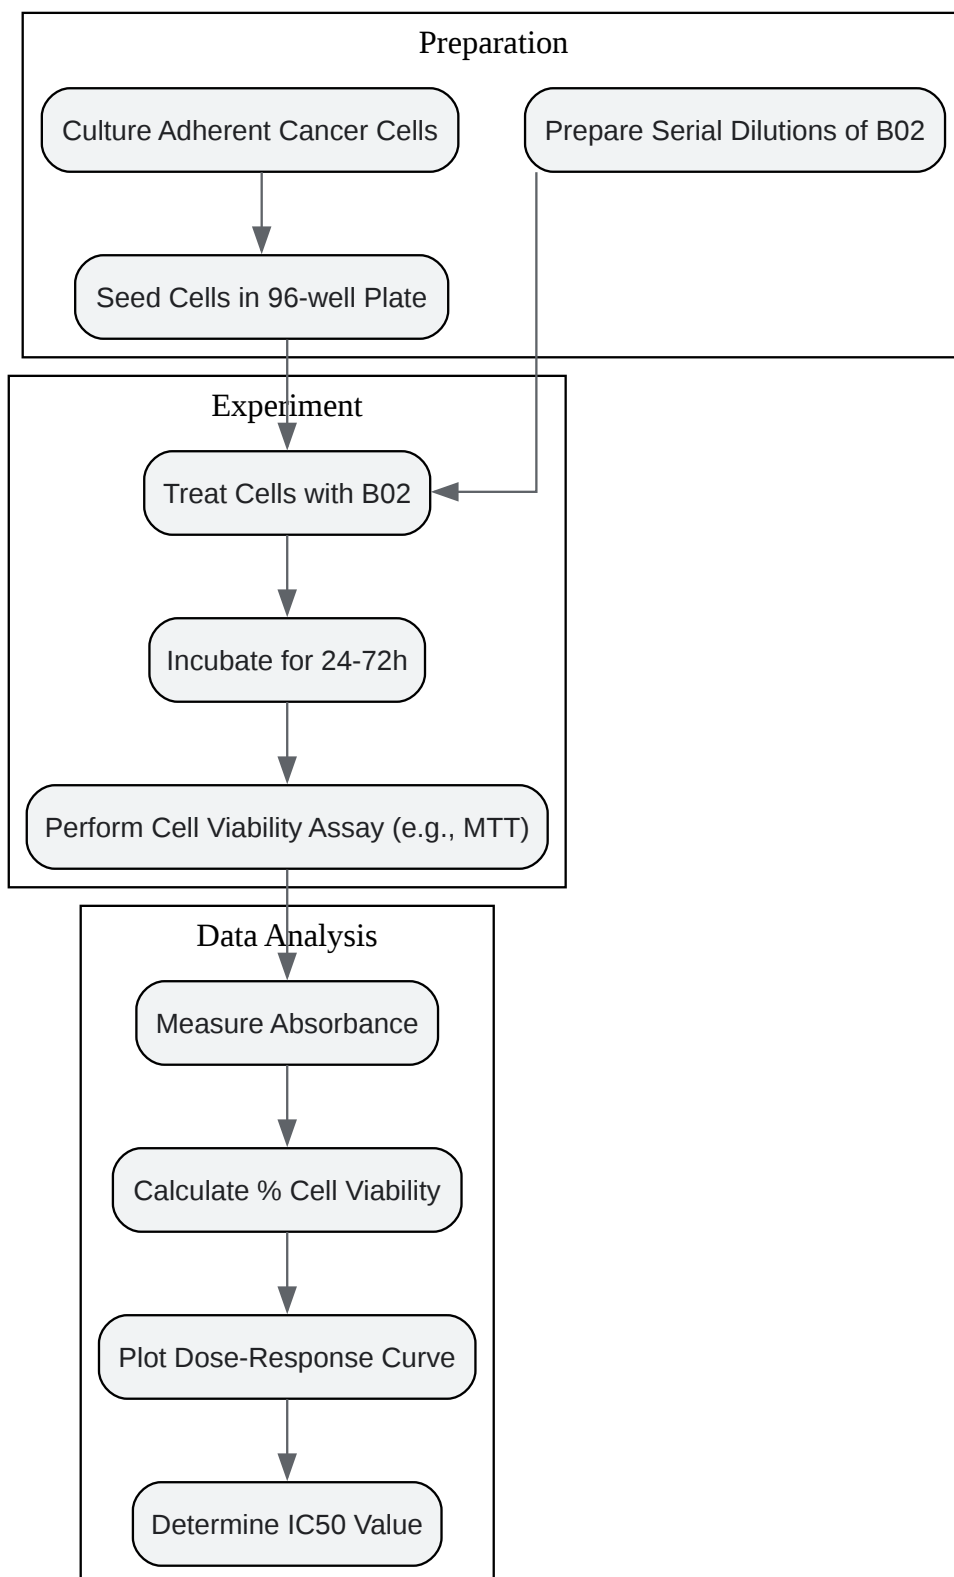 Preparation
Culture Adherent Cancer Cells
Prepare Serial Dilutions of B02
Seed Cells in 96-well Plate
Experiment
Treat Cells with B02
Incubate for 24-72h
Perform Cell Viability Assay (e.g., MTT)
Data Analysis
Measure Absorbance
Calculate % Cell Viability
Plot Dose-Response Curve
Determine IC50 Value